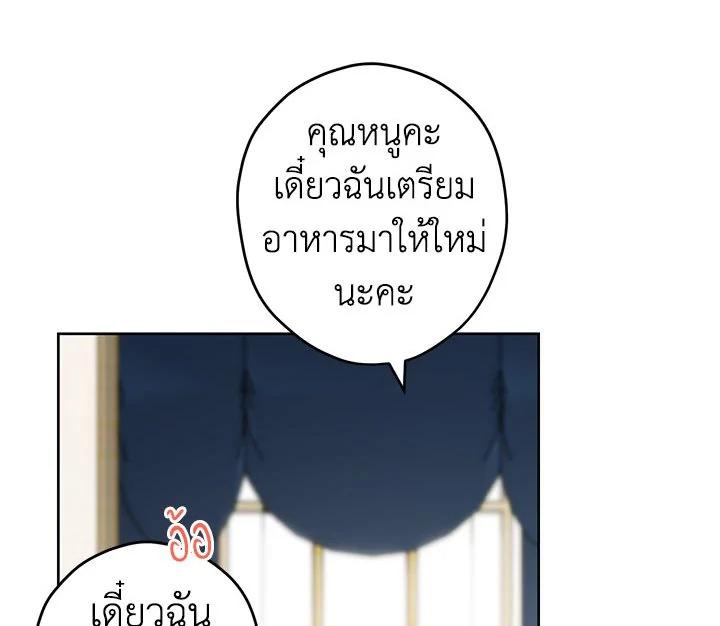 คุณหนูคะ
เดี๋ยวฉันเตรียม
อาหารมาให้ใหม่
นะคะ
อ้อ
เดี๋ยวฉัน